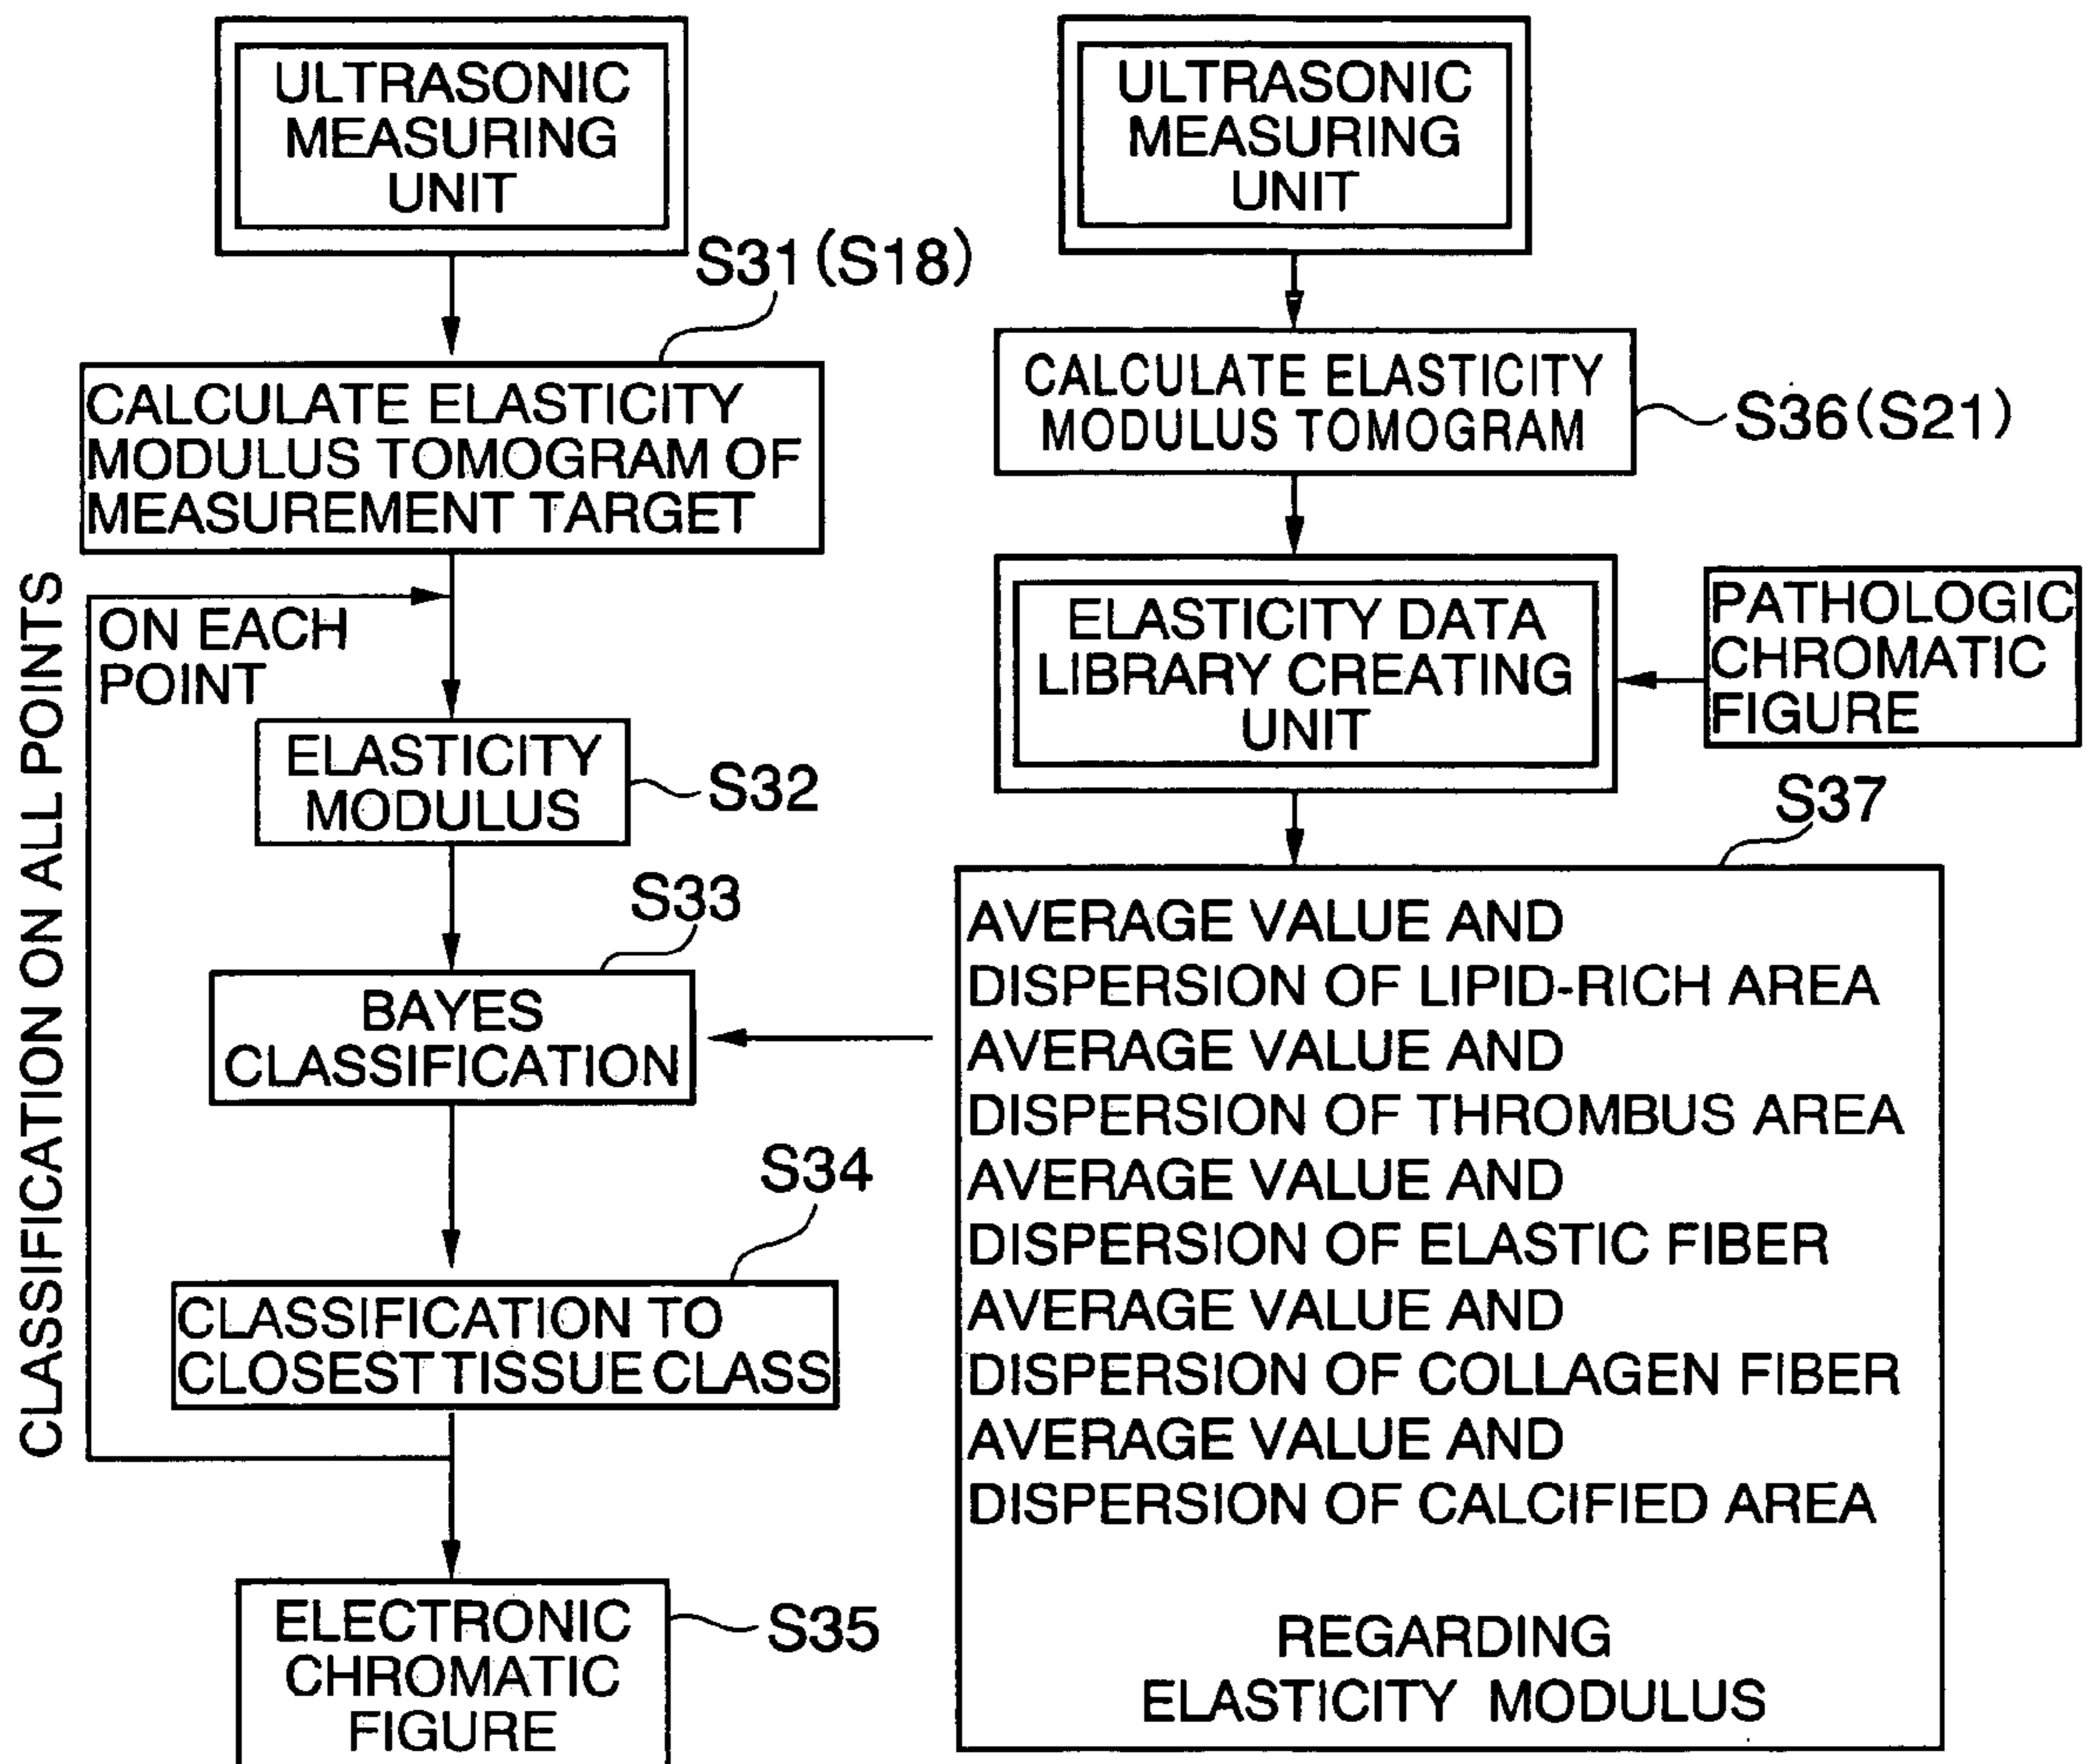 ULTRASONIC
MEASURING
UNIT
S31(S18)
CALCULATE ELASTICITY
MODULUS TOMOGRAM OF
MEASUREMENT TARGET
CLASSIFICATION ON ALL POINTS
ON EACH
POINT
ELASTICITY
MODULUS
S32
S33
BAYES
CLASSIFICATION
S34
CLASSIFICATION TO
CLOSEST TISSUE CLASS
ELECTRONIC
CHROMATIC
FIGURE
S35
ULTRASONIC
MEASURING
UNIT
CALCULATE ELASTICITY
MODULUS TOMOGRAM
S36(S21)
ELASTICITY DATA
LIBRARY CREATING
UNIT
PATHOLOGIC
CHROMATIC
FIGURE
S37
AVERAGE VALUE AND
DISPERSION OF LIPID-RICH AREA
AVERAGE VALUE AND
DISPERSION OF THROMBUS AREA
AVERAGE VALUE AND
DISPERSION OF ELASTIC FIBER
AVERAGE VALUE AND
DISPERSION OF COLLAGEN FIBER
AVERAGE VALUE AND
DISPERSION OF CALCIFIED AREA
REGARDING
ELASTICITY MODULUS